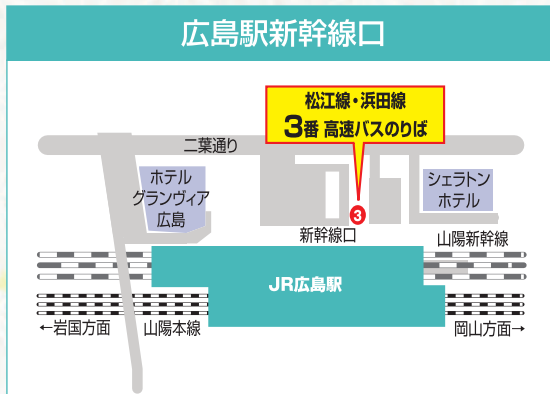 広島駅新幹線口
松江線・浜田線
3番 高速バスのりば
二葉通り
ホテル
グランヴィア
広島
シェラトン
ホテル
3
新幹線口
山陽新幹線
JR広島駅
←岩国方面
山陽本線
岡山方面→